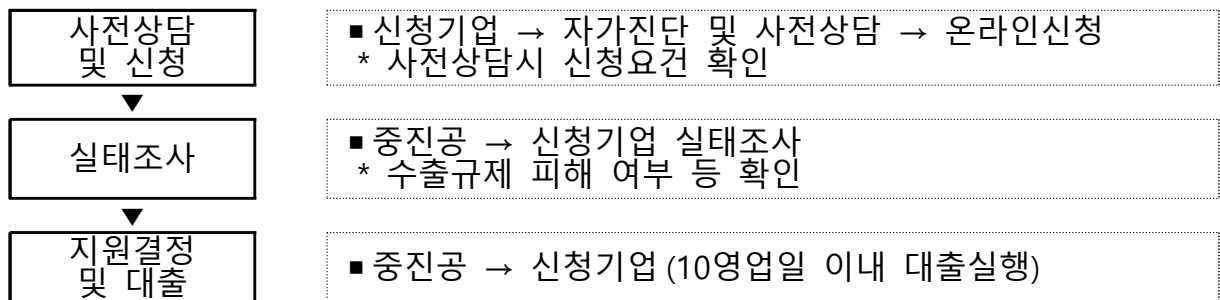 사전상담
및 신청
■ 신청기업 → 자가진단 및 사전상담 → 온라인신청
* 사전상담시 신청요건 확인
▼
실태조사
■ 중진공 → 신청기업 실태조사
* 수출규제 피해 여부 등 확인
▼
지원결정
및 대출
■ 중진공 → 신청기업 (10영업일 이내 대출실행)